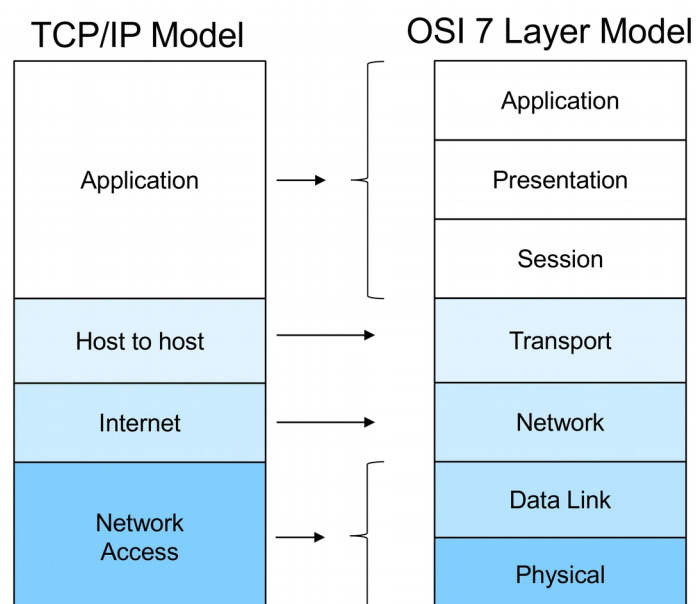 TCP/IP Model
OSI 7 Layer Model
Application
Application
Presentation
Session
Host to host
Transport
Internet
Network
Network
Access
Data Link
Physical